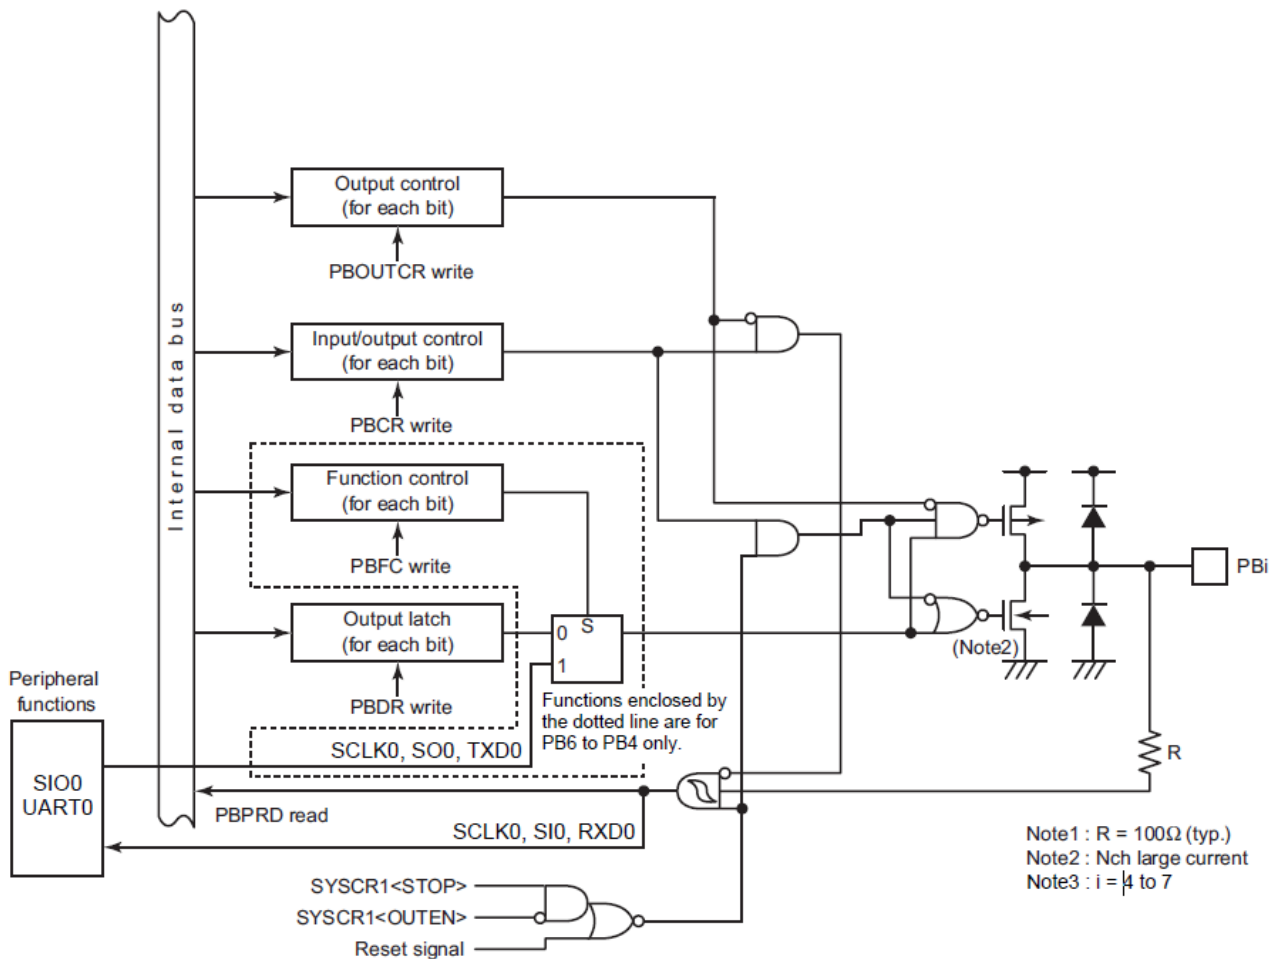 Internal data bus
Output control
(for each bit)
PBOUTCR write
Input/output control
(for each bit)
PBCR write
Function control
(for each bit)
PBFC write
Output latch
(for each bit)
PBDR write
0
S
1
Functions enclosed by
the dotted line are for
PB6 to PB4 only.
(Note2)
PBi
R
Peripheral
functions
SIO0
UART0
SCLK0, SO0, TXD0
PBPRD read
SCLK0, SI0, RXD0
SYSCR1<STOP>
SYSCR1<OUTEN>
Reset signal
Note1 : R = 100Ω (typ.)
Note2 : Nch large current
Note3 : i = 4 to 7